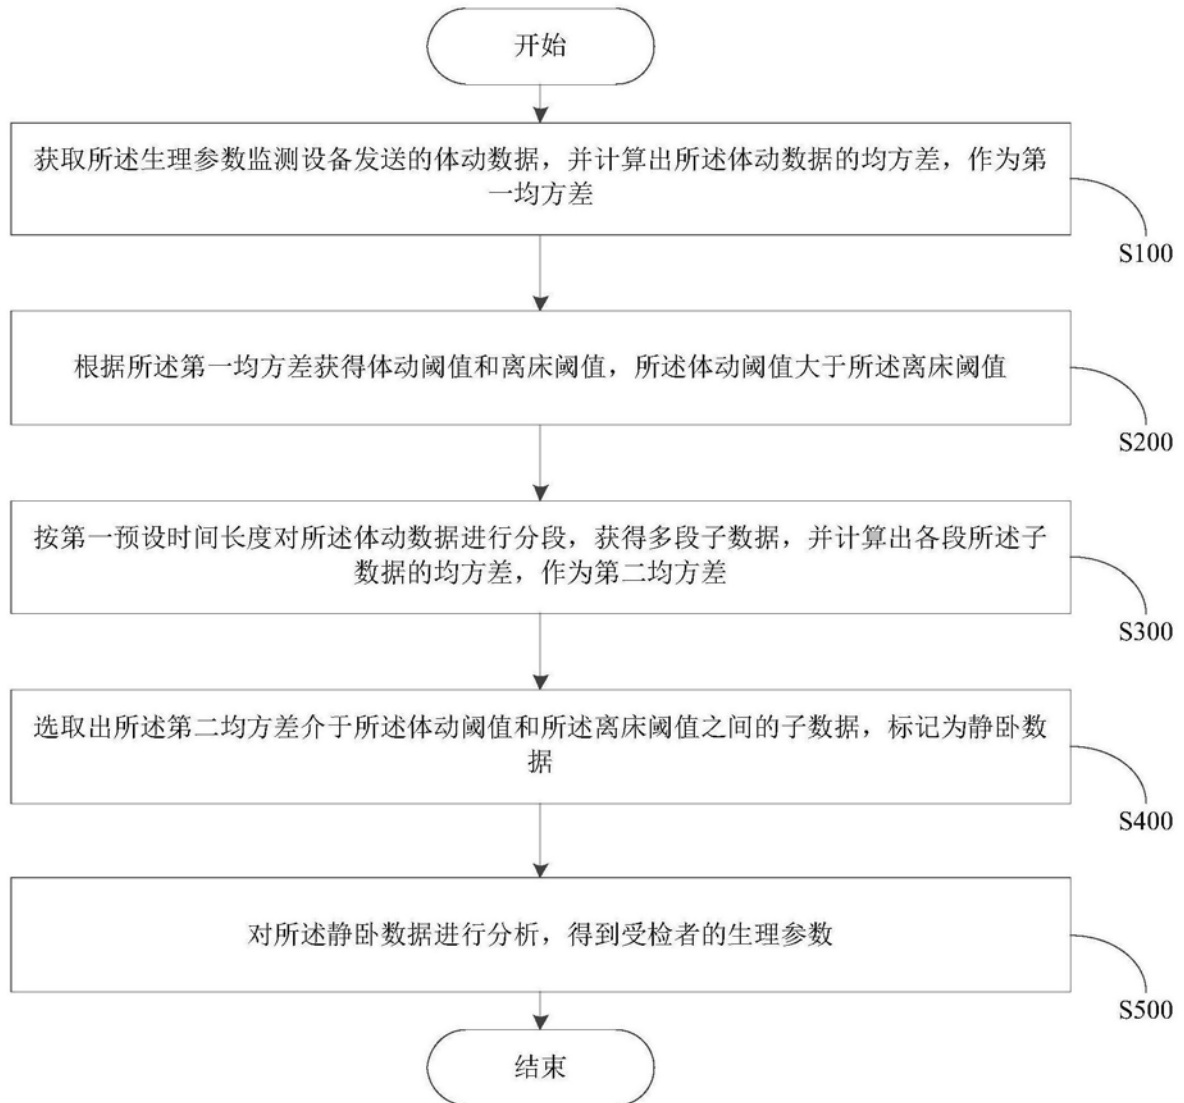 开始
获取所述生理参数监测设备发送的体动数据，并计算出所述体动数据的均方差，作为第
一均方差
S100
根据所述第一均方差获得体动阈值和离床阈值，所述体动阈值大于所述离床阈值
S200
按第一预设时间长度对所述体动数据进行分段，获得多段子数据，并计算出各段所述子
数据的均方差，作为第二均方差
S300
选取出所述第二均方差介于所述体动阈值和所述离床阈值之间的子数据，标记为静卧数
据
S400
对所述静卧数据进行分析，得到受检者的生理参数
S500
结束